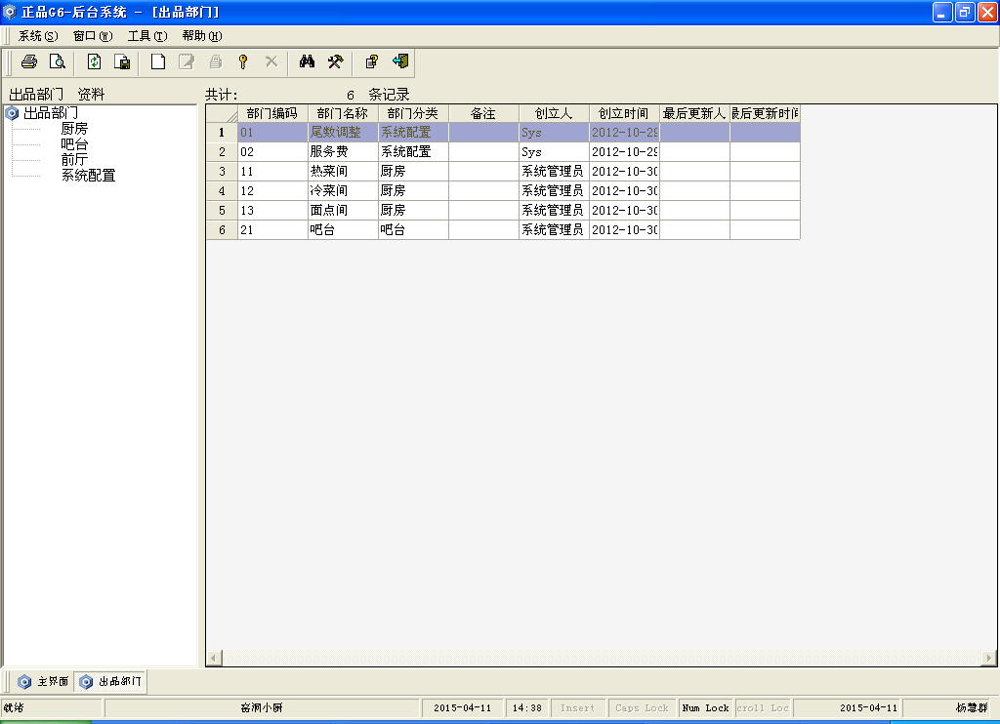 正品G6-后台系统 - [出品部门]
系统(S) 窗口(W) 工具(T) 帮助(H)
出品部门 资料
出品部门
厨房
吧台
前厅
系统配置
共计: 6 条记录
部门编码 部门名称 部门分类 备注 创立人 创立时间 最后更新人 最后更新时间
1 01 尾数调整 系统配置 Sys 2012-10-29
2 02 服务费 系统配置 Sys 2012-10-29
3 11 热菜间 厨房 系统管理员 2012-10-30
4 12 冷菜间 厨房 系统管理员 2012-10-30
5 13 面点间 厨房 系统管理员 2012-10-30
6 21 吧台 吧台 系统管理员 2012-10-30
主界面 出品部门
就绪 窑洞小厨 2015-04-11 14:38 Insert Caps Lock Num Lock croll Loc 2015-04-11 杨慧群